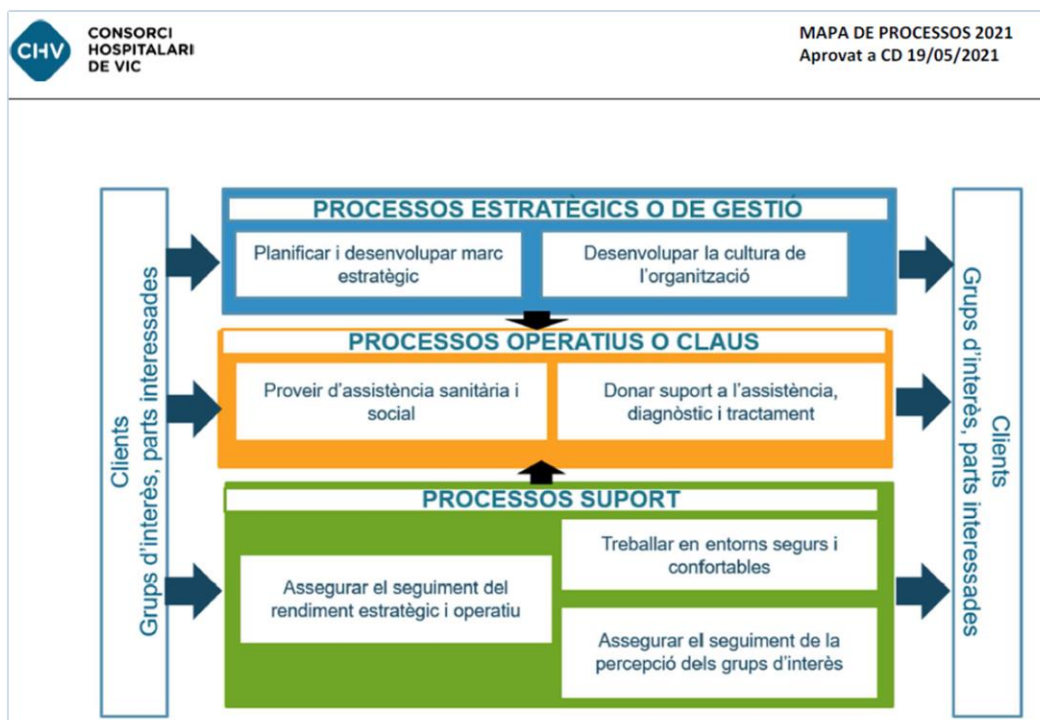 CHV
CONSORCI
HOSPITALARI
DE VIC
MAPA DE PROCESSOS 2021
Aprovat a CD 19/05/2021
Clients
Grups d'interès, parts interessades
PROCESSOS ESTRATÈGICS O DE GESTIÓ
Planificar i desenvolupar marc
estratègic
Desenvolupar la cultura de
l'organització
PROCESSOS OPERATIUS O CLAUS
Proveir d'assistència sanitària i
social
Donar suport a l'assistència,
diagnòstic i tractament
PROCESSOS SUPORT
Assegurar el seguiment del
rendiment estratègic i operatiu
Treballar en entorns segurs i
confortables
Assegurar el seguiment de la
percepció dels grups d'interès
Clients
Grups d'interès, parts interessades